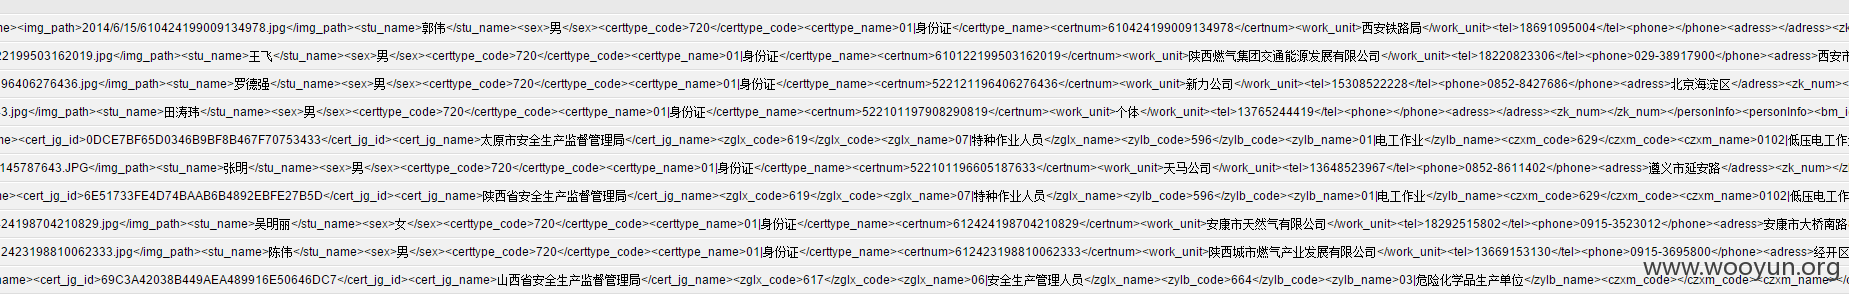 ne><img_path>2014/6/15/610424199009134978.jpg</img_path><stu_name>郭伟</stu_name><sex>男</sex><certtype_code>720</certtype_code><certtype_name>01|身份证</certtype_name><certnum>610424199009134978</certnum><work_unit>西安铁路局</work_unit><tel>18691095004</tel><phone></phone><adress></adress><zk
22199503162019.jpg</img_path><stu_name>王飞</stu_name><sex>男</sex><certtype_code>720</certtype_code><certtype_name>01|身份证</certtype_name><certnum>610122199503162019</certnum><work_unit>陕西燃气集团交通能源发展有限公司</work_unit><tel>18220823306</tel><phone>029-38917900</phone><adress>西安市
96406276436.jpg</img_path><stu_name>罗德强</stu_name><sex>男</sex><certtype_code>720</certtype_code><certtype_name>01|身份证</certtype_name><certnum>522121196406276436</certnum><work_unit>新力公司</work_unit><tel>15308522228</tel><phone>0852-8427686</phone><adress>北京海淀区</adress><zk_num>
3.jpg</img_path><stu_name>田涛玮</stu_name><sex>男</sex><certtype_code>720</certtype_code><certtype_name>01|身份证</certtype_name><certnum>522101197908290819</certnum><work_unit>个体</work_unit><tel>13765244419</tel><phone></phone><adress></adress><zk_num></zk_num></personInfo><personInfo><bm_i
ne><cert_jg_id>0DCE7BF65D0346B9BF8B467F70753433</cert_jg_id><cert_jg_name>太原市安全生产监督管理局</cert_jg_name><zglx_code>619</zglx_code><zglx_name>07|特种作业人员</zglx_name><zylb_code>596</zylb_code><zylb_name>01|电工作业</zylb_name><czxm_code>629</czxm_code><czxm_name>0102|低压电工作
145787643.JPG</img_path><stu_name>张明</stu_name><sex>男</sex><certtype_code>720</certtype_code><certtype_name>01|身份证</certtype_name><certnum>522101196605187633</certnum><work_unit>天马公司</work_unit><tel>13648523967</tel><phone>0852-8611402</phone><adress>遵义市延安路</adress><zk_num></z
e><cert_jg_id>6E51733FE4D74BAAB6B4892EBFE27B5D</cert_jg_id><cert_jg_name>陕西省安全生产监督管理局</cert_jg_name><zglx_code>619</zglx_code><zglx_name>07|特种作业人员</zglx_name><zylb_code>596</zylb_code><zylb_name>01|电工作业</zylb_name><czxm_code>629</czxm_code><czxm_name>0102|低压电工作
24198704210829.jpg</img_path><stu_name>吴明丽</stu_name><sex>女</sex><certtype_code>720</certtype_code><certtype_name>01|身份证</certtype_name><certnum>612424198704210829</certnum><work_unit>安康市天然气有限公司</work_unit><tel>18292515802</tel><phone>0915-3523012</phone><adress>安康市大桥南路
2423198810062333.jpg</img_path><stu_name>陈伟</stu_name><sex>男</sex><certtype_code>720</certtype_code><certtype_name>01|身份证</certtype_name><certnum>612423198810062333</certnum><work_unit>陕西城市燃气产业发展有限公司</work_unit><tel>13669153130</tel><phone>0915-3695800</phone><adress>经开区
name><cert_jg_id>69C3A42038B449AEA489916E50646DC7</cert_jg_id><cert_jg_name>山西省安全生产监督管理局</cert_jg_name><zglx_code>617</zglx_code><zglx_name>06|安全生产管理人员</zglx_name><zylb_code>664</zylb_code><zylb_name>03|危险化学品生产单位</zylb_name><czxm_code></czxm_code><czxm_name></
www.wooyun.org